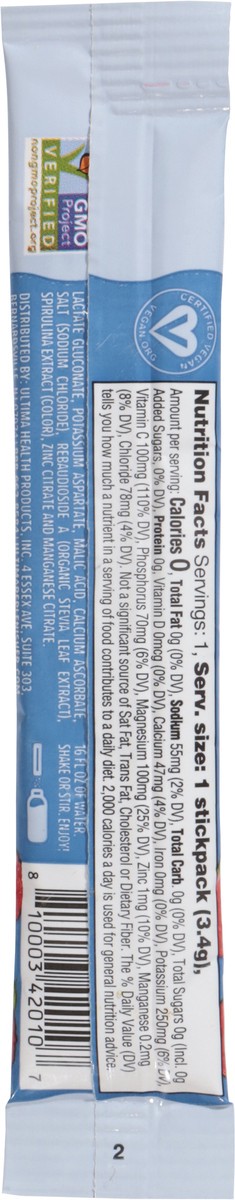 Nutrition Facts Servings: 1, Serv. size: 1 stickpack (3.4g),
Amount per serving: Calories 0, Total Fat 0g (0% DV), Sodium 55mg (2% DV), Total Carb. 0g (0% DV), Total Sugars 0g (Incl. 0g
Added Sugars, 0% DV), Protein 0g, Vitamin D 0mcg (0% DV), Calcium 47mg (4% DV), Iron 0mg (0% DV), Potassium 250mg (6% DV),
Vitamin C 100mg (110% DV), Phosphorus 70mg (6% DV), Magnesium 100mg (25% DV), Zinc 1mg (10% DV), Manganese 0.2mg
(8% DV), Chloride 78mg (4% DV). Not a significant source of Sat Fat, Trans Fat, Cholesterol or Dietary Fiber. The % Daily Value (DV)
tells you how much a nutrient in a serving of food contributes to a daily diet. 2,000 calories a day is used for general nutrition advice.
CERTIFIED VEGAN
VEGAN.ORG
GMO
Project
VERIFIED
nongmoproject.org
LACTATE GLUCONATE, POTASSIUM ASPARTATE, MALIC ACID, CALCIUM ASCORBATE,
SALT (SODIUM CHLORIDE), REBAUDIOSIDE A (ORGANIC STEVIA LEAF EXTRACT),
SPIRULINA EXTRACT (COLOR), ZINC CITRATE AND MANGANESE CITRATE.
DISTRIBUTED BY: ULTIMA HEALTH PRODUCTS, INC. 4 ESSEX AVE, SUITE 303,
16 FL OZ OF WATER.
SHAKE OR STIR. ENJOY!
8 10003 42010 7
2